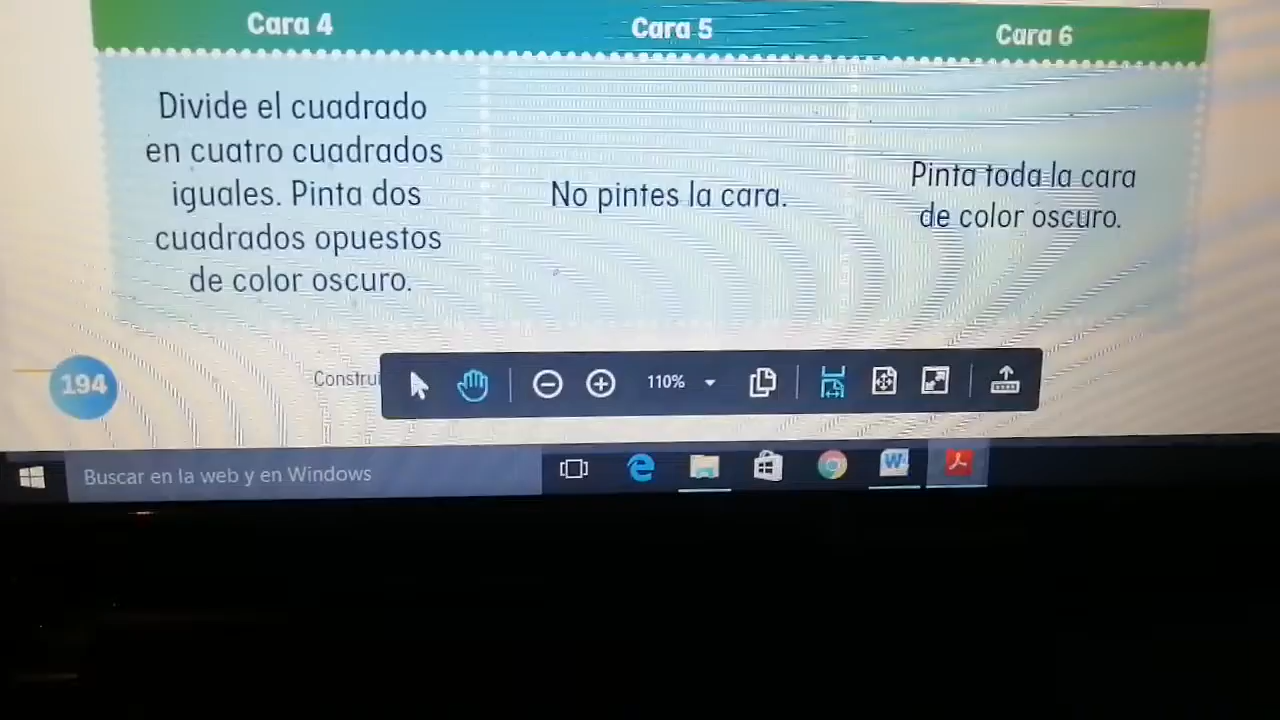 Cara 4
Cara 5
Cara 6
Divide el cuadrado
en cuatro cuadrados
iguales. Pinta dos
cuadrados opuestos
de color oscuro.
No pintes la cara.
Pinta toda la cara
de color oscuro.
194
Construi
110%
Buscar en la web y en Windows
W